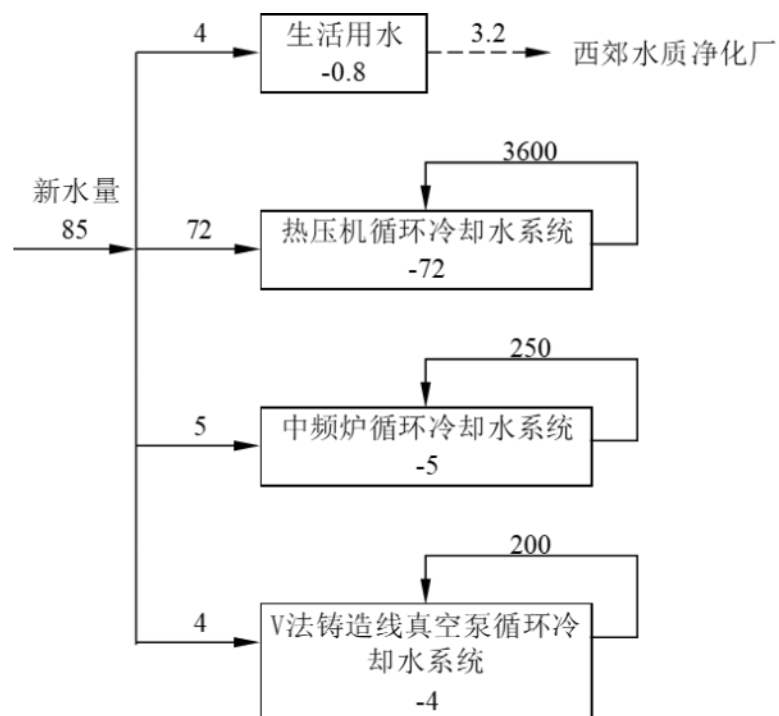 4
生活用水
-0.8
3.2
西郊水质净化厂
3600
新水量
85
72
热压机循环冷却水系统
-72
250
5
中频炉循环冷却水系统
-5
200
4
V法铸造线真空泵循环冷
却水系统
-4